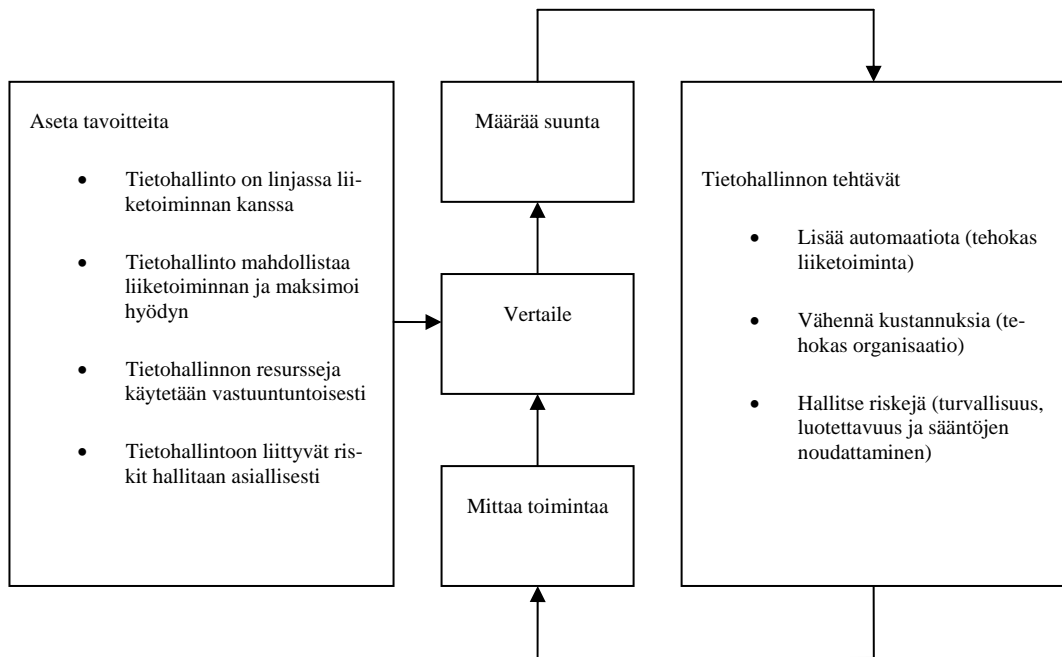 Aseta tavoitteita
• Tietohallinto on linjassa lii-
ketoiminnan kanssa
• Tietohallinto mahdollistaa
liiketoiminnan ja maksimoi
hyödyn
• Tietohallinnon resursseja
käytetään vastuuntuntoisesti
• Tietohallintoon liittyvät ris-
kit hallitaan asiallisesti
Määrää suunta
Vertaile
Mittaa toimintaa
Tietohallinnon tehtävät
• Lisää automaatiota (tehokas
liiketoiminta)
• Vähennä kustannuksia (te-
hokas organisaatio)
• Hallitse riskejä (turvallisuus,
luotettavuus ja sääntöjen
noudattaminen)